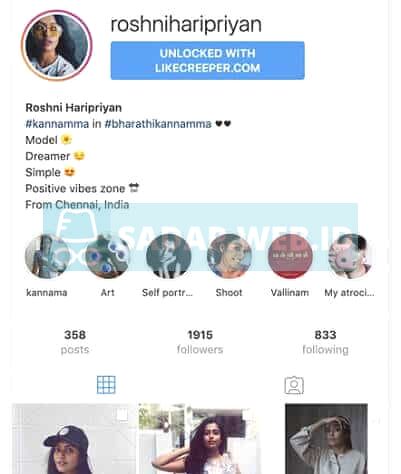 roshniharipriyan
UNLOCKED WITH
LIKECREEPER.COM
Roshni Haripriyan
#kannamma in #bharathikannamma 🖤🖤
Model 🌼
Dreamer 😌
Simple 😍
Positive vibes zone
From Chennai, India
SADAP.WEB.ID
kannama Art Self portr... Shoot Vallinam My atroci...
358 1915 833
posts followers following